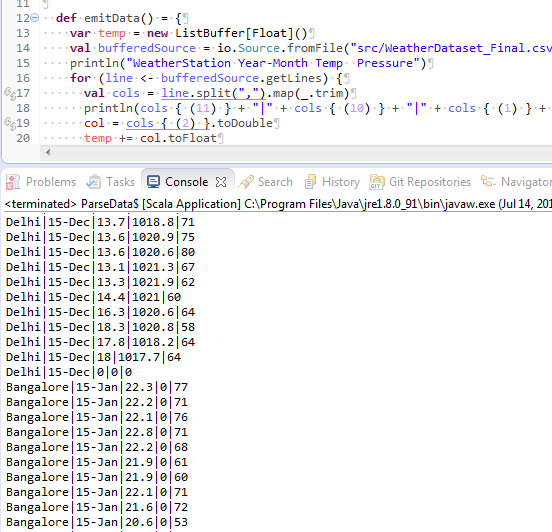 11
12 def emitData() = {
13 var temp = new ListBuffer[Float]()
14 val bufferedSource = io.Source.fromFile("src/WeatherDataset_Final.csv
15 println("WeatherStation Year-Month Temp  Pressure")
16 for (line <- bufferedSource.getLines) {
17 val cols = line.split(",").map(_.trim)
18 println(cols { (11) } + "|" + cols { (10) } + "|" + cols { (1) } +
19 col = cols { (2) }.toDouble
20 temp += col.toFloat
Problems Tasks Console Search History Git Repositories Navigator
<terminated> ParseData$ [Scala Application] C:\Program Files\Java\jre1.8.0_91\bin\javaw.exe (Jul 14, 201
Delhi|15-Dec|13.7|1018.8|71
Delhi|15-Dec|13.6|1020.9|75
Delhi|15-Dec|13.6|1020.6|80
Delhi|15-Dec|13.1|1021.3|67
Delhi|15-Dec|13.3|1021.9|62
Delhi|15-Dec|14.4|1021|60
Delhi|15-Dec|16.3|1020.6|64
Delhi|15-Dec|18.3|1020.8|58
Delhi|15-Dec|17.8|1018.2|64
Delhi|15-Dec|18|1017.7|64
Delhi|15-Dec|0|0|0
Bangalore|15-Jan|22.3|0|77
Bangalore|15-Jan|22.2|0|71
Bangalore|15-Jan|22.1|0|76
Bangalore|15-Jan|22.8|0|71
Bangalore|15-Jan|22.2|0|68
Bangalore|15-Jan|21.9|0|61
Bangalore|15-Jan|21.9|0|60
Bangalore|15-Jan|22.1|0|71
Bangalore|15-Jan|21.6|0|72
Bangalore|15-Jan|20.6|0|53